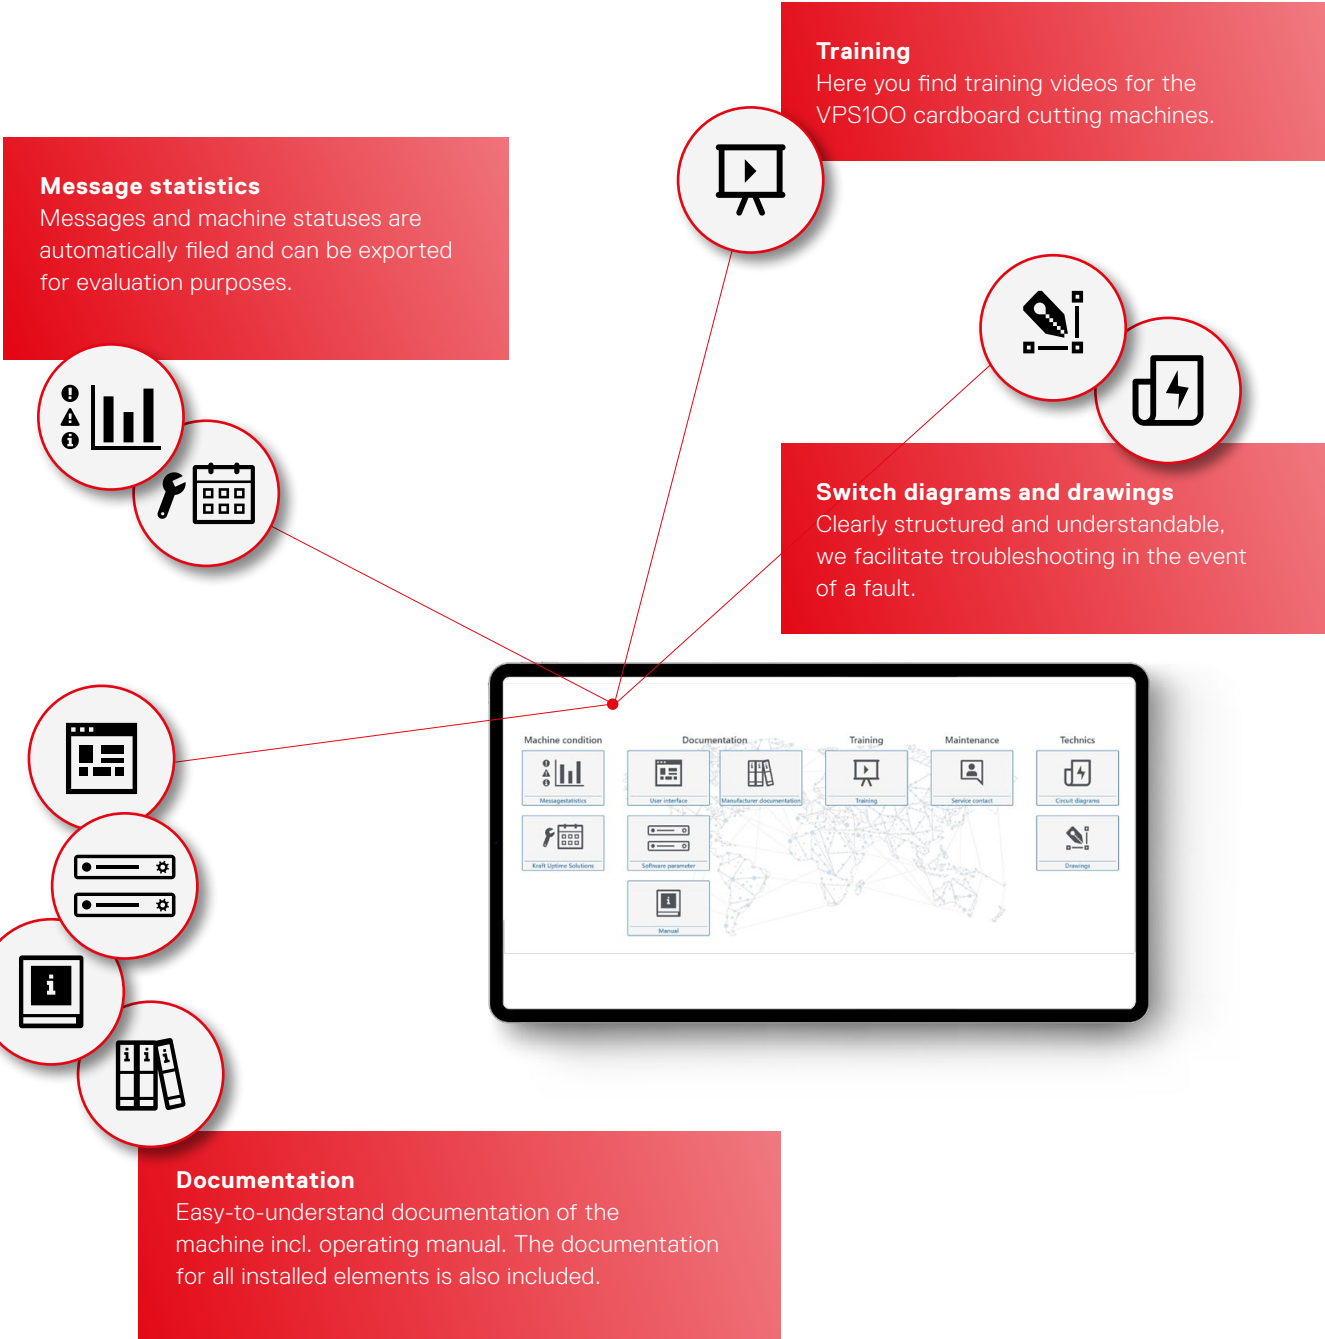 Training
Here you find training videos for the
VPS100 cardboard cutting machines.
Message statistics
Messages and machine statuses are
automatically filed and can be exported
for evaluation purposes.
Switch diagrams and drawings
Clearly structured and understandable,
we facilitate troubleshooting in the event
of a fault.
Machine condition
Documentation
Training
Maintenance
Technics
Messagestatistics
User interface
Manufacturer documentation
Training
Service contact
Circuit diagrams
Kraft Uptime Solutions
Software parameter
Drawings
Manual
Documentation
Easy-to-understand documentation of the
machine incl. operating manual. The documentation
for all installed elements is also included.